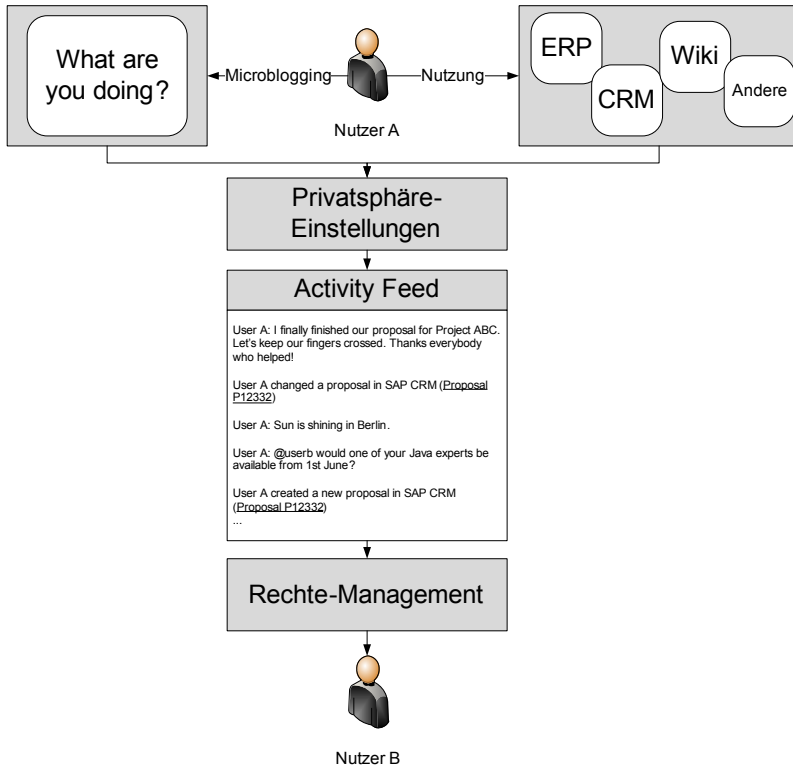 What are
you doing?
Microblogging
Nutzung
Nutzer A
ERP
Wiki
CRM
Andere
Privatsphäre-
Einstellungen
Activity Feed
User A: I finally finished our proposal for Project ABC.
Let's keep our fingers crossed. Thanks everybody
who helped!
User A changed a proposal in SAP CRM (Proposal
P12332)
User A: Sun is shining in Berlin.
User A: @userb would one of your Java experts be
available from 1st June?
User A created a new proposal in SAP CRM
(Proposal P12332)
...
Rechte-Management
Nutzer B